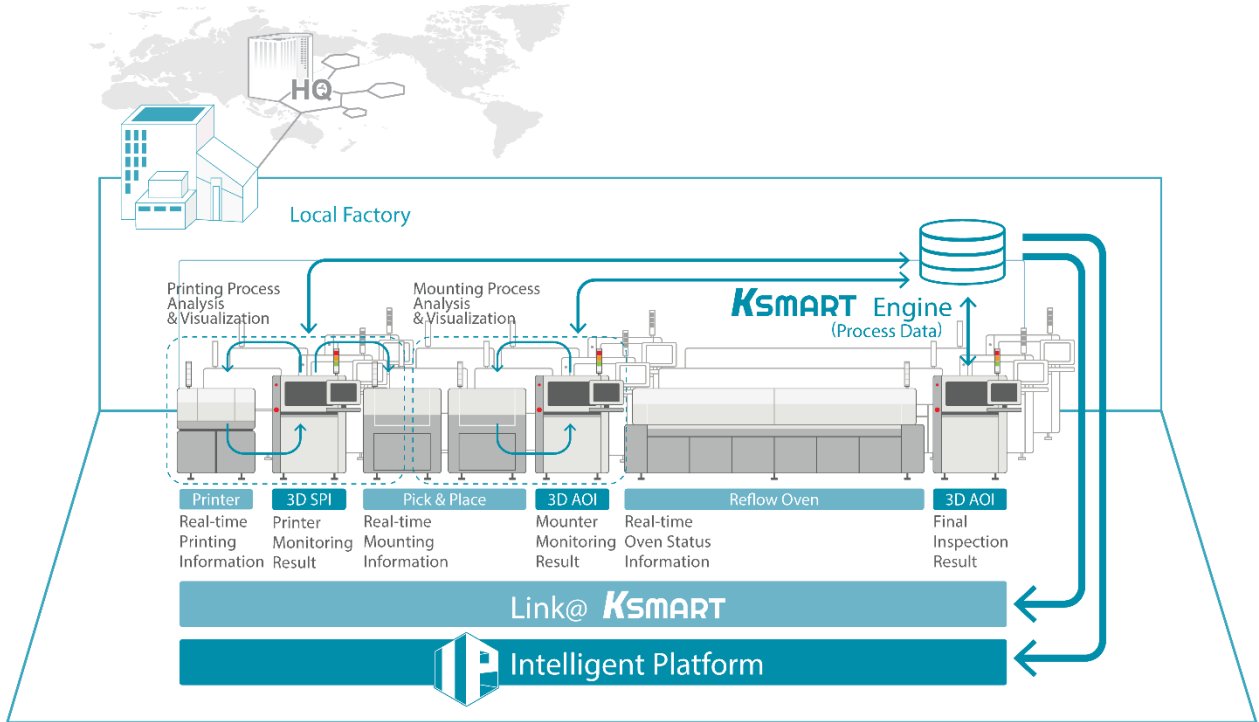 HQ
Local Factory
Printing Process
Analysis
& Visualization
Mounting Process
Analysis
& Visualization
KSMART Engine
(Process Data)
Printer
Real-time
Printing
Information
3D SPI
Printer
Monitoring
Result
Pick & Place
Real-time
Mounting
Information
3D AOI
Mounter
Monitoring
Result
Reflow Oven
Real-time
Oven Status
Information
3D AOI
Final
Inspection
Result
Link@ KSMART
IP Intelligent Platform